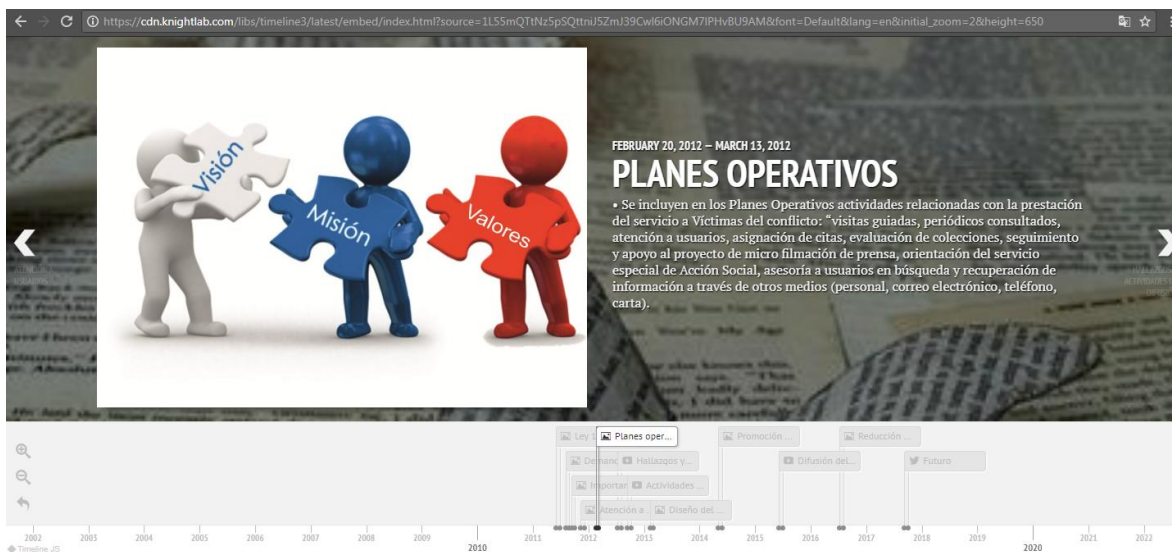 https://cdn.knightlab.com/libs/timeline3/latest/embed/index.html?source=1L55mQTtNz5pSQttniJ5ZmJ39Cwl6iONGM7IPHvBU9AM&font=Default&lang=en&initial_zoom=2&height=650
Visión
Misión
Valores
FEBRUARY 20, 2012 — MARCH 13, 2012
PLANES OPERATIVOS
• Se incluyen en los Planes Operativos actividades relacionadas con la prestación
del servicio a Víctimas del conflicto: “visitas guiadas, periódicos consultados,
atención a usuarios, asignación de citas, evaluación de colecciones, seguimiento
y apoyo al proyecto de micro filmación de prensa, orientación del servicio
especial de Acción Social, asesoría a usuarios en búsqueda y recuperación de
información a través de otros medios (personal, correo electrónico, teléfono,
carta).
Ley Planes oper... Promoción ... Reducción ...
Demand Hallazgos y... Difusión del... Futuro
Importan Actividades ...
Atención a Diseño del ...
2002 2003 2004 2005 2006 2007 2008 2009 2010 2011 2012 2013 2014 2015 2016 2017 2018 2019 2020 2021 2022
Timeline JS